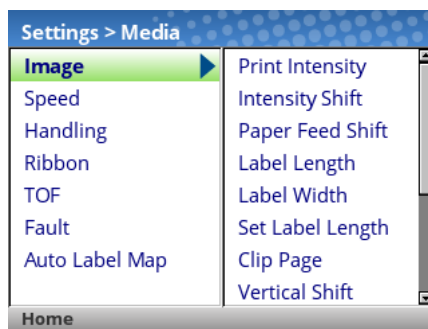 Settings > Media
Image
Speed
Handling
Ribbon
TOF
Fault
Auto Label Map
Print Intensity
Intensity Shift
Paper Feed Shift
Label Length
Label Width
Set Label Length
Clip Page
Vertical Shift
Home